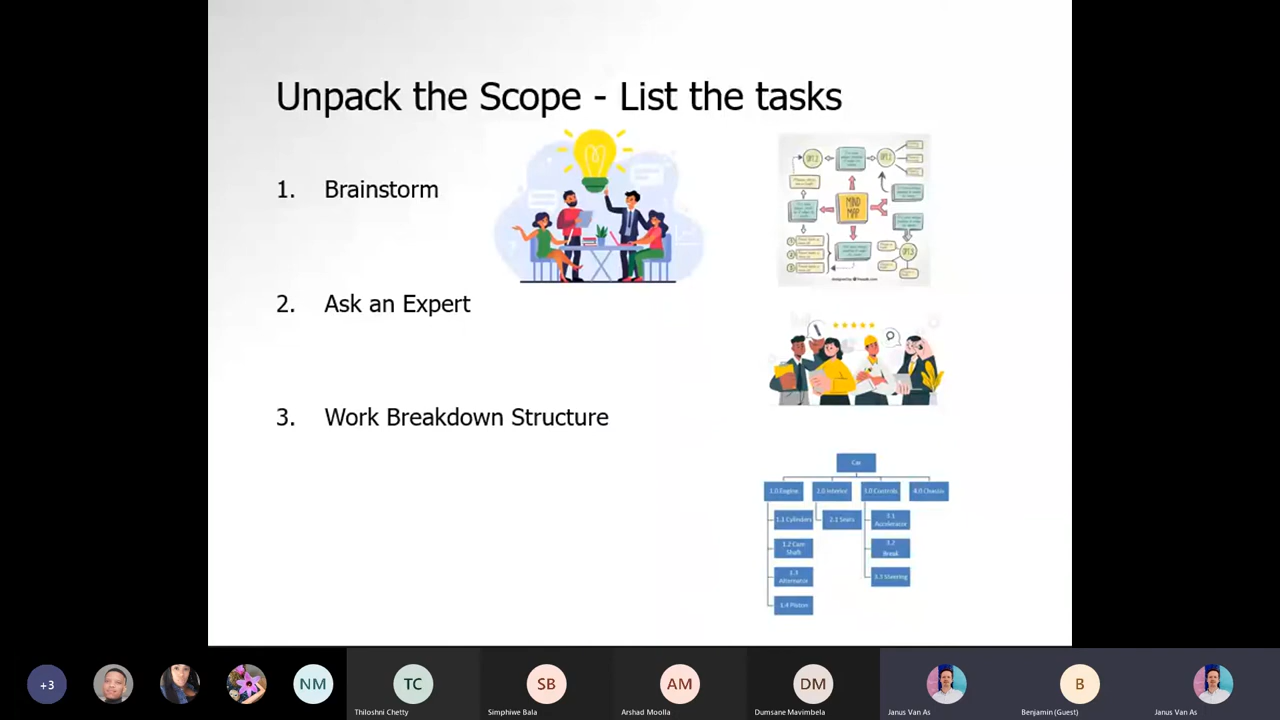 Unpack the Scope - List the tasks
1. Brainstorm
MIND
MAP
2. Ask an Expert
3. Work Breakdown Structure
Car
1.0 Engine
2.0 Interior
3.0 Controls
4.0 Chassis
1.1 Cylinders
2.1 Seats
3.1
Accelerator
1.2 Cam
Shaft
3.2
Break
1.3
3.3 Steering
1.4 Piston
+3
NM
TC
SB
AM
DM
B
Thiloshni Chetty
Simphiwe Bala
Arshad Moolla
Dumsane Mavimbela
Janus Van As
Benjamin (Guest)
Janus Van As